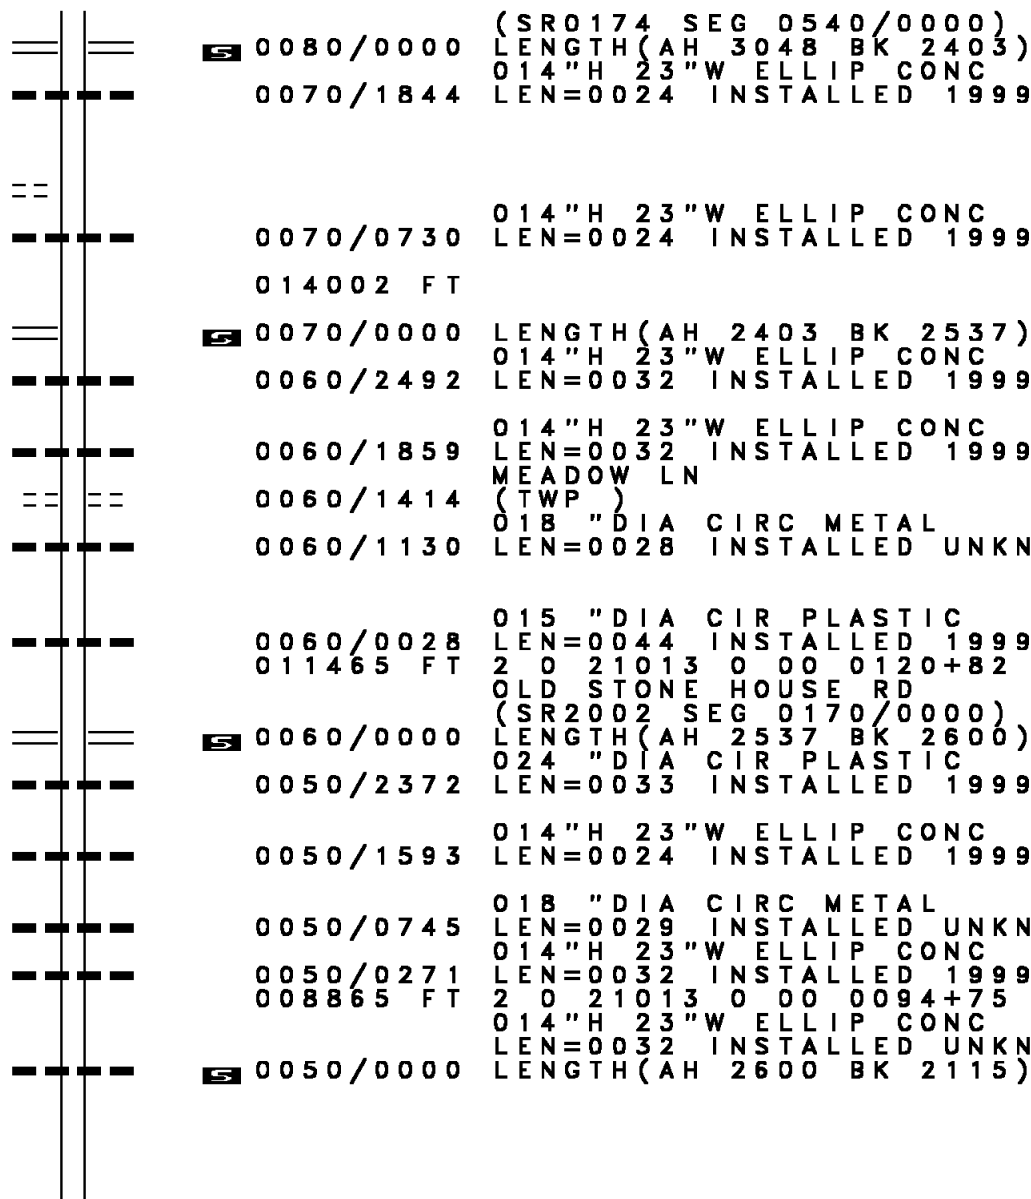 (SR0174 SEG 0540/0000)
S 0080/0000 LENGTH(AH 3048 BK 2403)
014"H 23"W ELLIP CONC
0070/1844 LEN=0024 INSTALLED 1999
014"H 23"W ELLIP CONC
0070/0730 LEN=0024 INSTALLED 1999
014002 FT
S 0070/0000 LENGTH(AH 2403 BK 2537)
014"H 23"W ELLIP CONC
0060/2492 LEN=0032 INSTALLED 1999
014"H 23"W ELLIP CONC
0060/1859 LEN=0032 INSTALLED 1999
MEADOW LN
0060/1414 (TWP )
018 "DIA CIRC METAL
0060/1130 LEN=0028 INSTALLED UNKN
015 "DIA CIR PLASTIC
0060/0028 LEN=0044 INSTALLED 1999
011465 FT 2 0 21013 0 00 0120+82
OLD STONE HOUSE RD
(SR2002 SEG 0170/0000)
S 0060/0000 LENGTH(AH 2537 BK 2600)
024 "DIA CIR PLASTIC
0050/2372 LEN=0033 INSTALLED 1999
014"H 23"W ELLIP CONC
0050/1593 LEN=0024 INSTALLED 1999
018 "DIA CIRC METAL
0050/0745 LEN=0029 INSTALLED UNKN
014"H 23"W ELLIP CONC
0050/0271 LEN=0032 INSTALLED 1999
008865 FT 2 0 21013 0 00 0094+75
014"H 23"W ELLIP CONC
LEN=0032 INSTALLED UNKN
S 0050/0000 LENGTH(AH 2600 BK 2115)